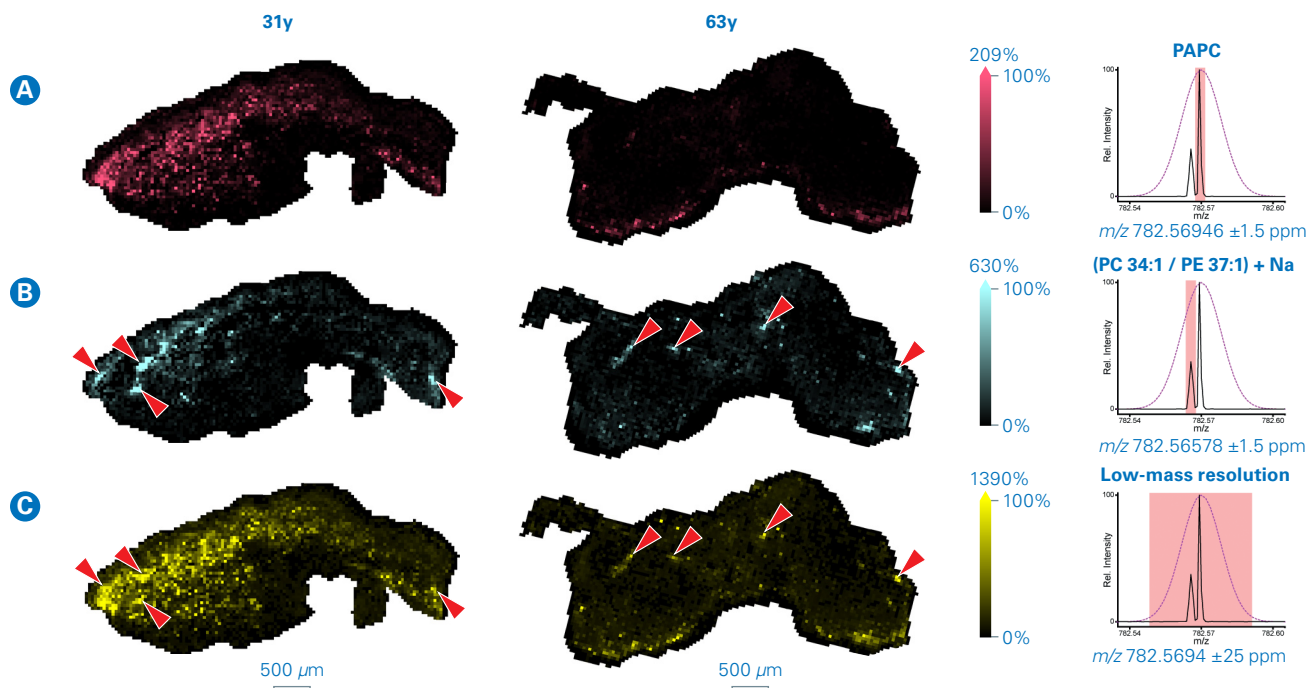 31y
63y
A
209%
100%
0%
PAPC
Rel. Intensity
100
0
782.54
782.57
782.60
m/z
m/z 782.56946 ±1.5 ppm
B
630%
100%
0%
(PC 34:1 / PE 37:1) + Na
Rel. Intensity
100
0
782.54
782.57
782.60
m/z
m/z 782.56578 ±1.5 ppm
C
1390%
100%
0%
Low-mass resolution
Rel. Intensity
100
0
782.54
782.57
782.60
m/z
m/z 782.5694 ±25 ppm
500 µm
500 µm